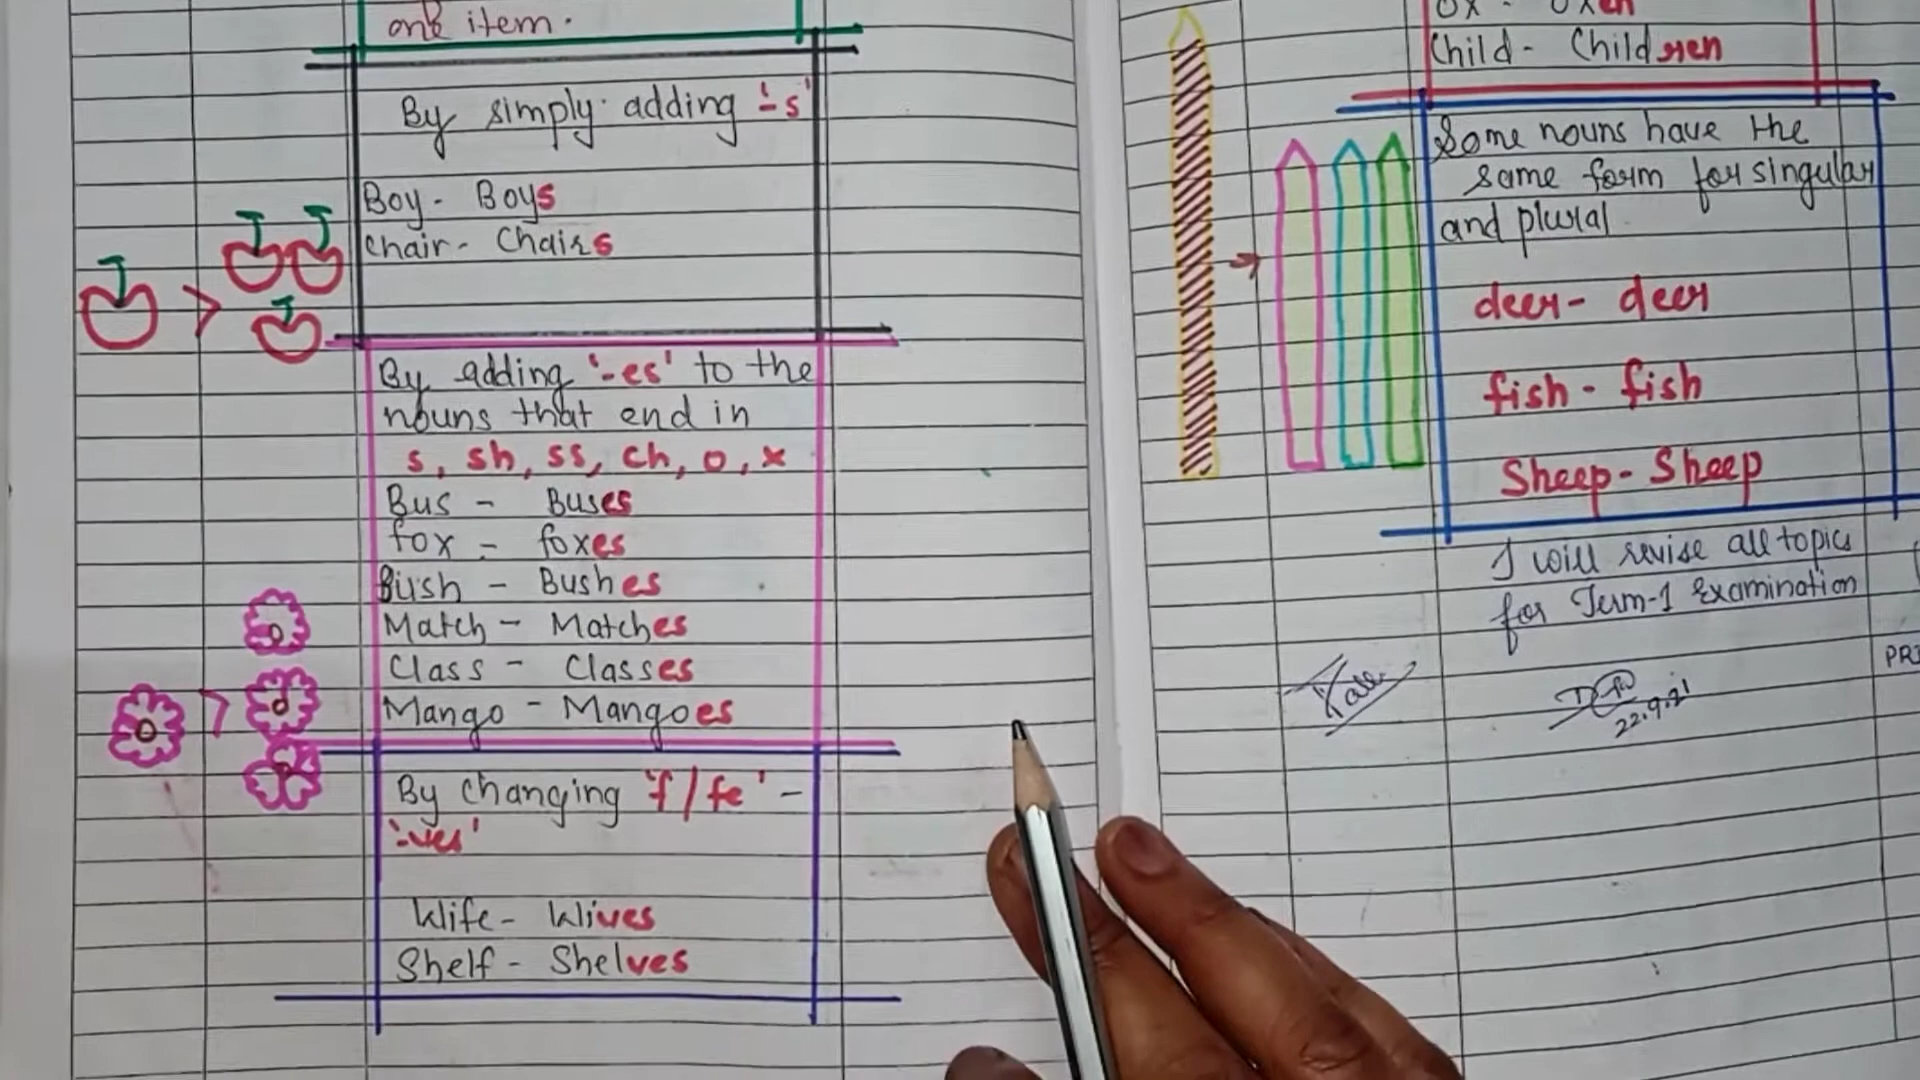 one item.
By simply adding '-s'
Boy - Boys
Chair - Chairs
By adding '-es' to the
nouns that end in
s, sh, ss, ch, o, x
Bus - Buses
fox - foxes
Bush - Bushes
Match - Matches
Class - Classes
Mango - Mangoes
By changing 'f/fe' -
'-ves'
Wife - Wives
Shelf - Shelves
Ox - Oxen
Child - Children
Some nouns have the
same form for singular
and plural.
deer - deer
fish - fish
Sheep - Sheep
I will revise all topics
for Term-1 Examination
22.9.21